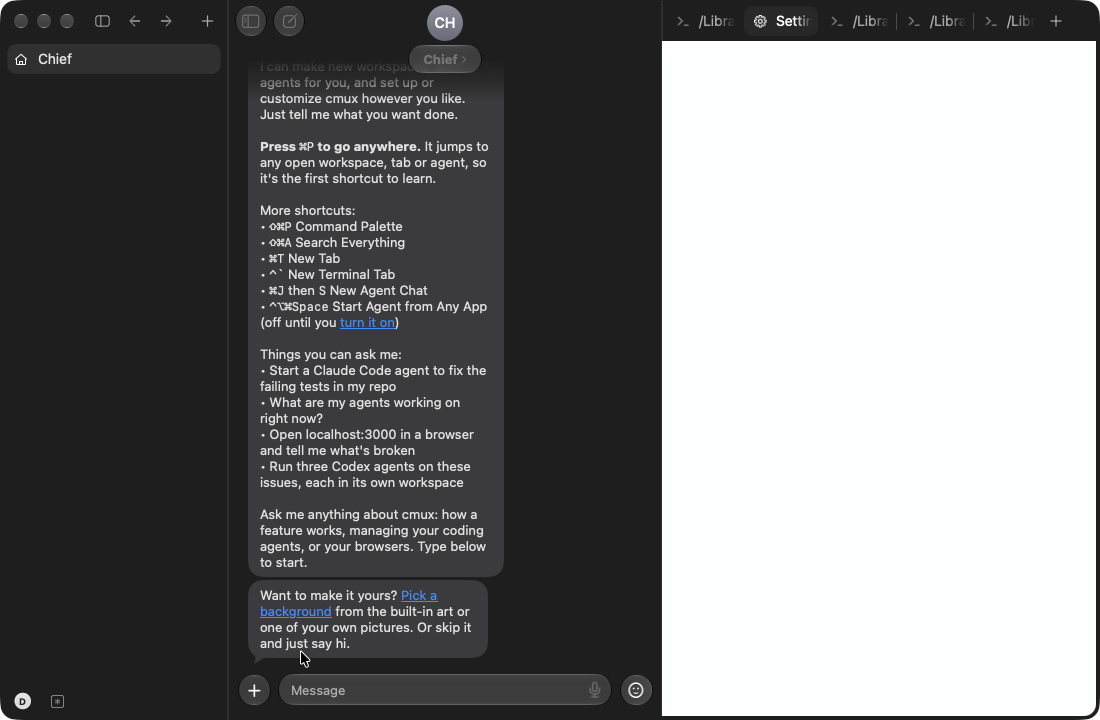 CH
/Libra
Settin
/Libra
/Libra
/Libr
Chief
Chief ›
I can make new workspac
agents for you, and set up or
customize cmux however you like.
Just tell me what you want done.
Press ⌘P to go anywhere. It jumps to
any open workspace, tab or agent, so
it's the first shortcut to learn.
More shortcuts:
• ⇧⌘P Command Palette
• ⇧⌘A Search Everything
• ⌘T New Tab
• ⌃` New Terminal Tab
• ⌘J then S New Agent Chat
• ⌃⌥⌘Space Start Agent from Any App
(off until you turn it on)
Things you can ask me:
• Start a Claude Code agent to fix the
failing tests in my repo
• What are my agents working on
right now?
• Open localhost:3000 in a browser
and tell me what's broken
• Run three Codex agents on these
issues, each in its own workspace
Ask me anything about cmux: how a
feature works, managing your coding
agents, or your browsers. Type below
to start.
Want to make it yours? Pick a
background from the built-in art or
one of your own pictures. Or skip it
and just say hi.
Message
D